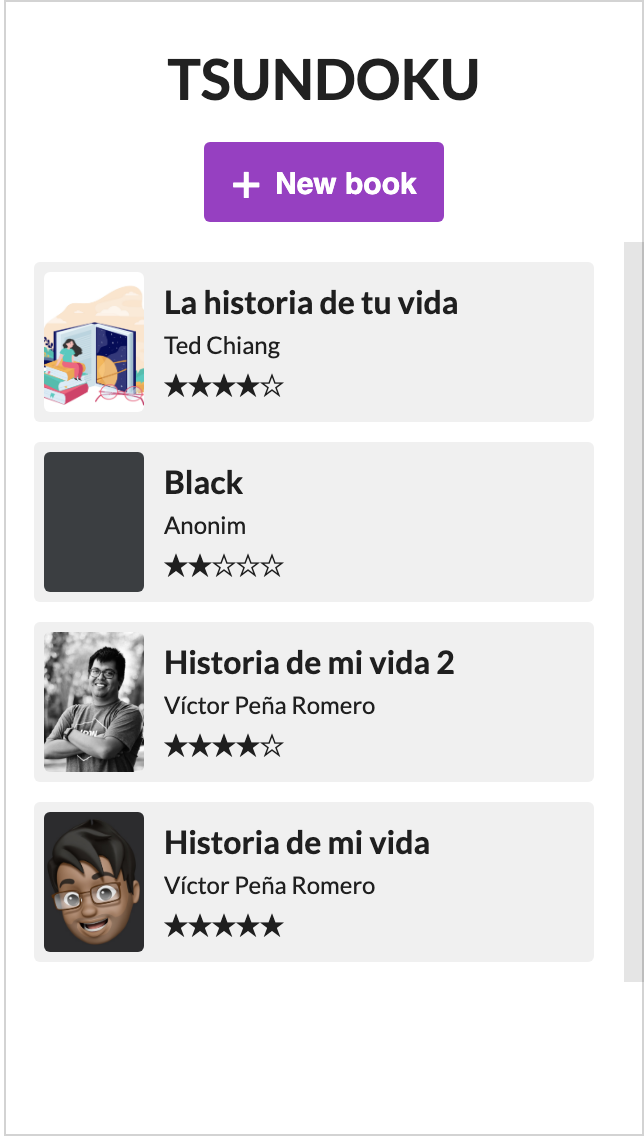 TSUNDOKU
+ New book
La historia de tu vida
Ted Chiang
★★★★☆
Black
Anonim
★★☆☆☆
Historia de mi vida 2
Víctor Peña Romero
★★★★☆
Historia de mi vida
Víctor Peña Romero
★★★★★